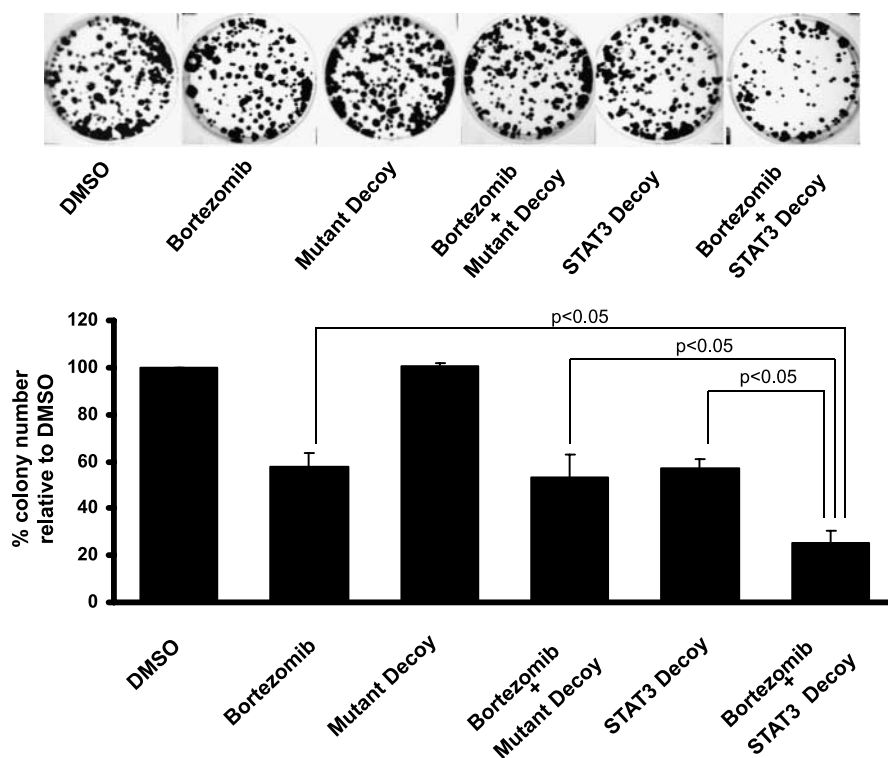 DMSO
Bortezomib
Mutant Decoy
Bortezomib
+
Mutant Decoy
STAT3 Decoy
Bortezomib
+
STAT3 Decoy
% colony number
relative to DMSO
120
100
80
60
40
20
0
p<0.05
p<0.05
p<0.05
DMSO
Bortezomib
Mutant Decoy
Bortezomib
+
Mutant Decoy
STAT3 Decoy
Bortezomib
+
STAT3 Decoy